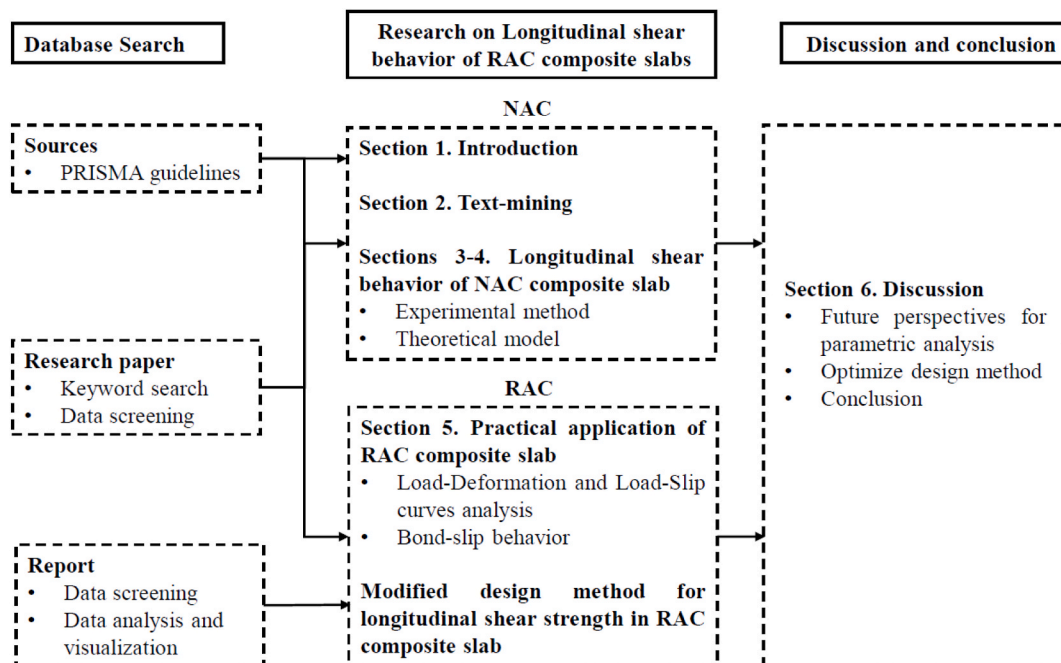 Database Search
Research on Longitudinal shear
behavior of RAC composite slabs
Discussion and conclusion
Sources
• PRISMA guidelines
Research paper
• Keyword search
• Data screening
Report
• Data screening
• Data analysis and
visualization
NAC
Section 1. Introduction
Section 2. Text-mining
Sections 3-4. Longitudinal shear
behavior of NAC composite slab
• Experimental method
• Theoretical model
RAC
Section 5. Practical application of
RAC composite slab
• Load-Deformation and Load-Slip
curves analysis
• Bond-slip behavior
Modified design method for
longitudinal shear strength in RAC
composite slab
Section 6. Discussion
• Future perspectives for
parametric analysis
• Optimize design method
• Conclusion